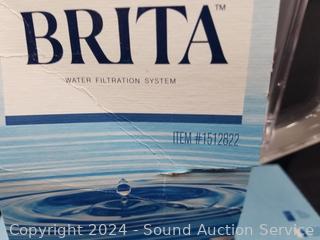 BRITA™
WATER FILTRATION SYSTEM
ITEM #1512822
Copyright 2024 - Sound Auction Service